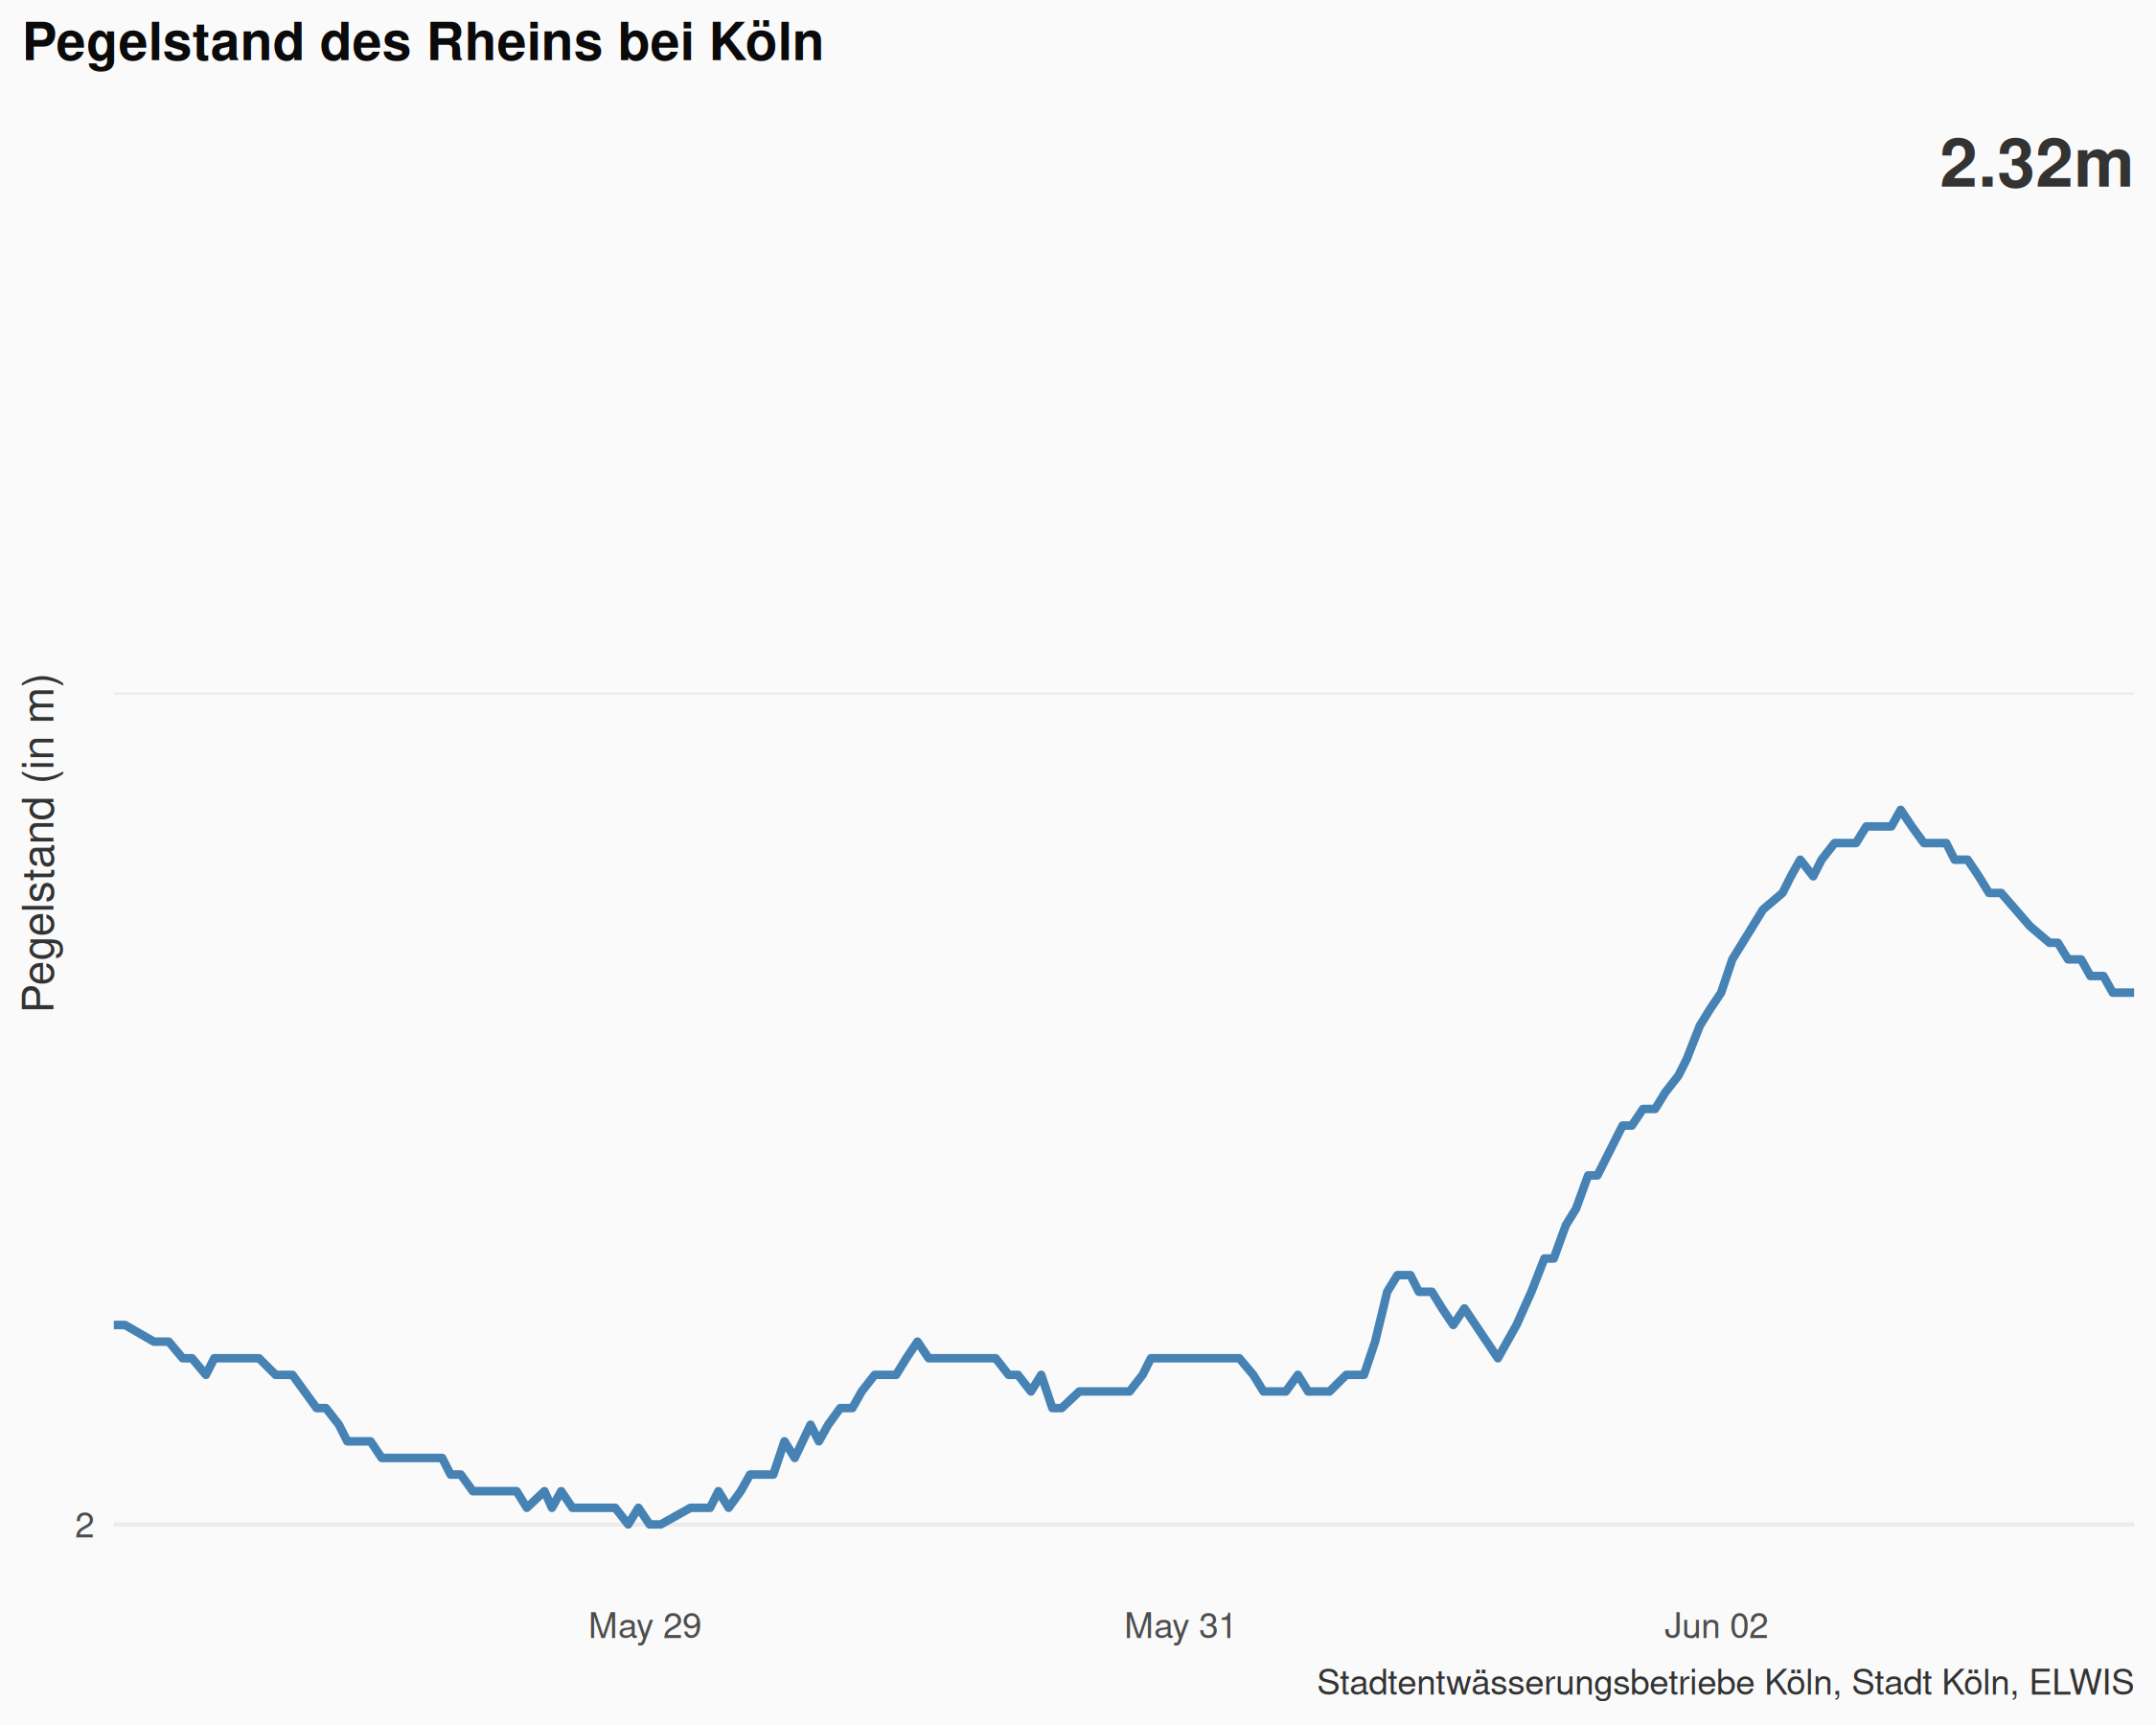 Pegelstand des Rheins bei Köln
2.32m
Pegelstand (in m)
2
May 29
May 31
Jun 02
Stadtentwässerungsbetriebe Köln, Stadt Köln, ELWIS